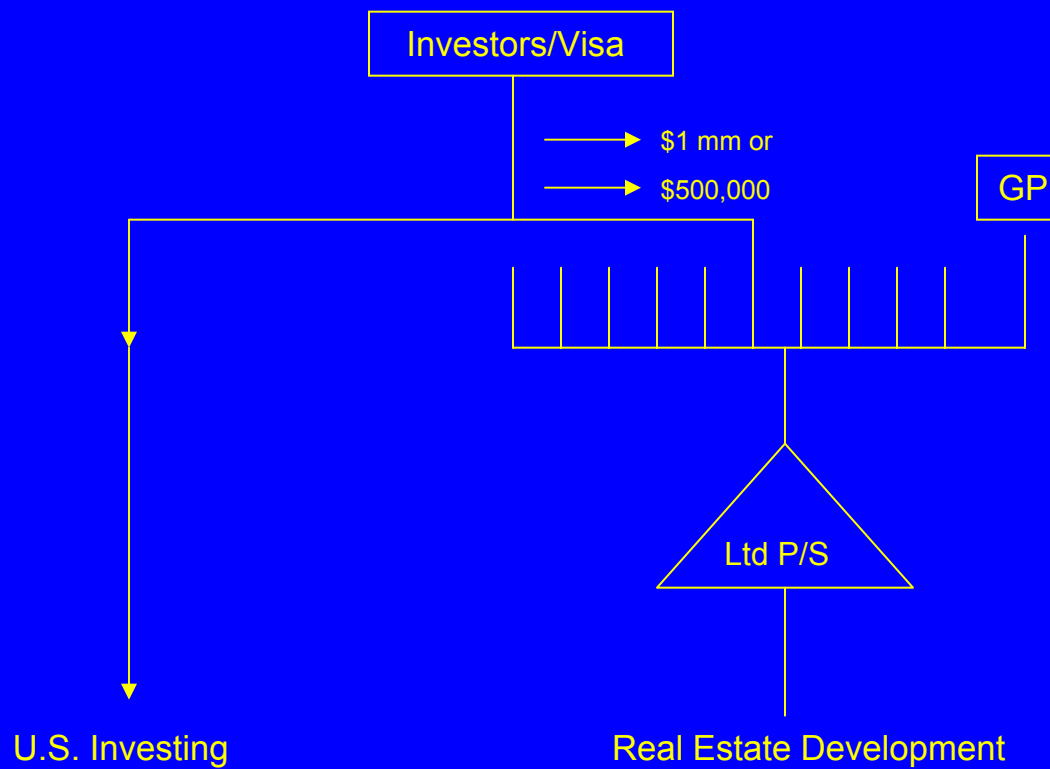 Investors/Visa
$1 mm or
$500,000
GP
Ltd P/S
U.S. Investing
Real Estate Development